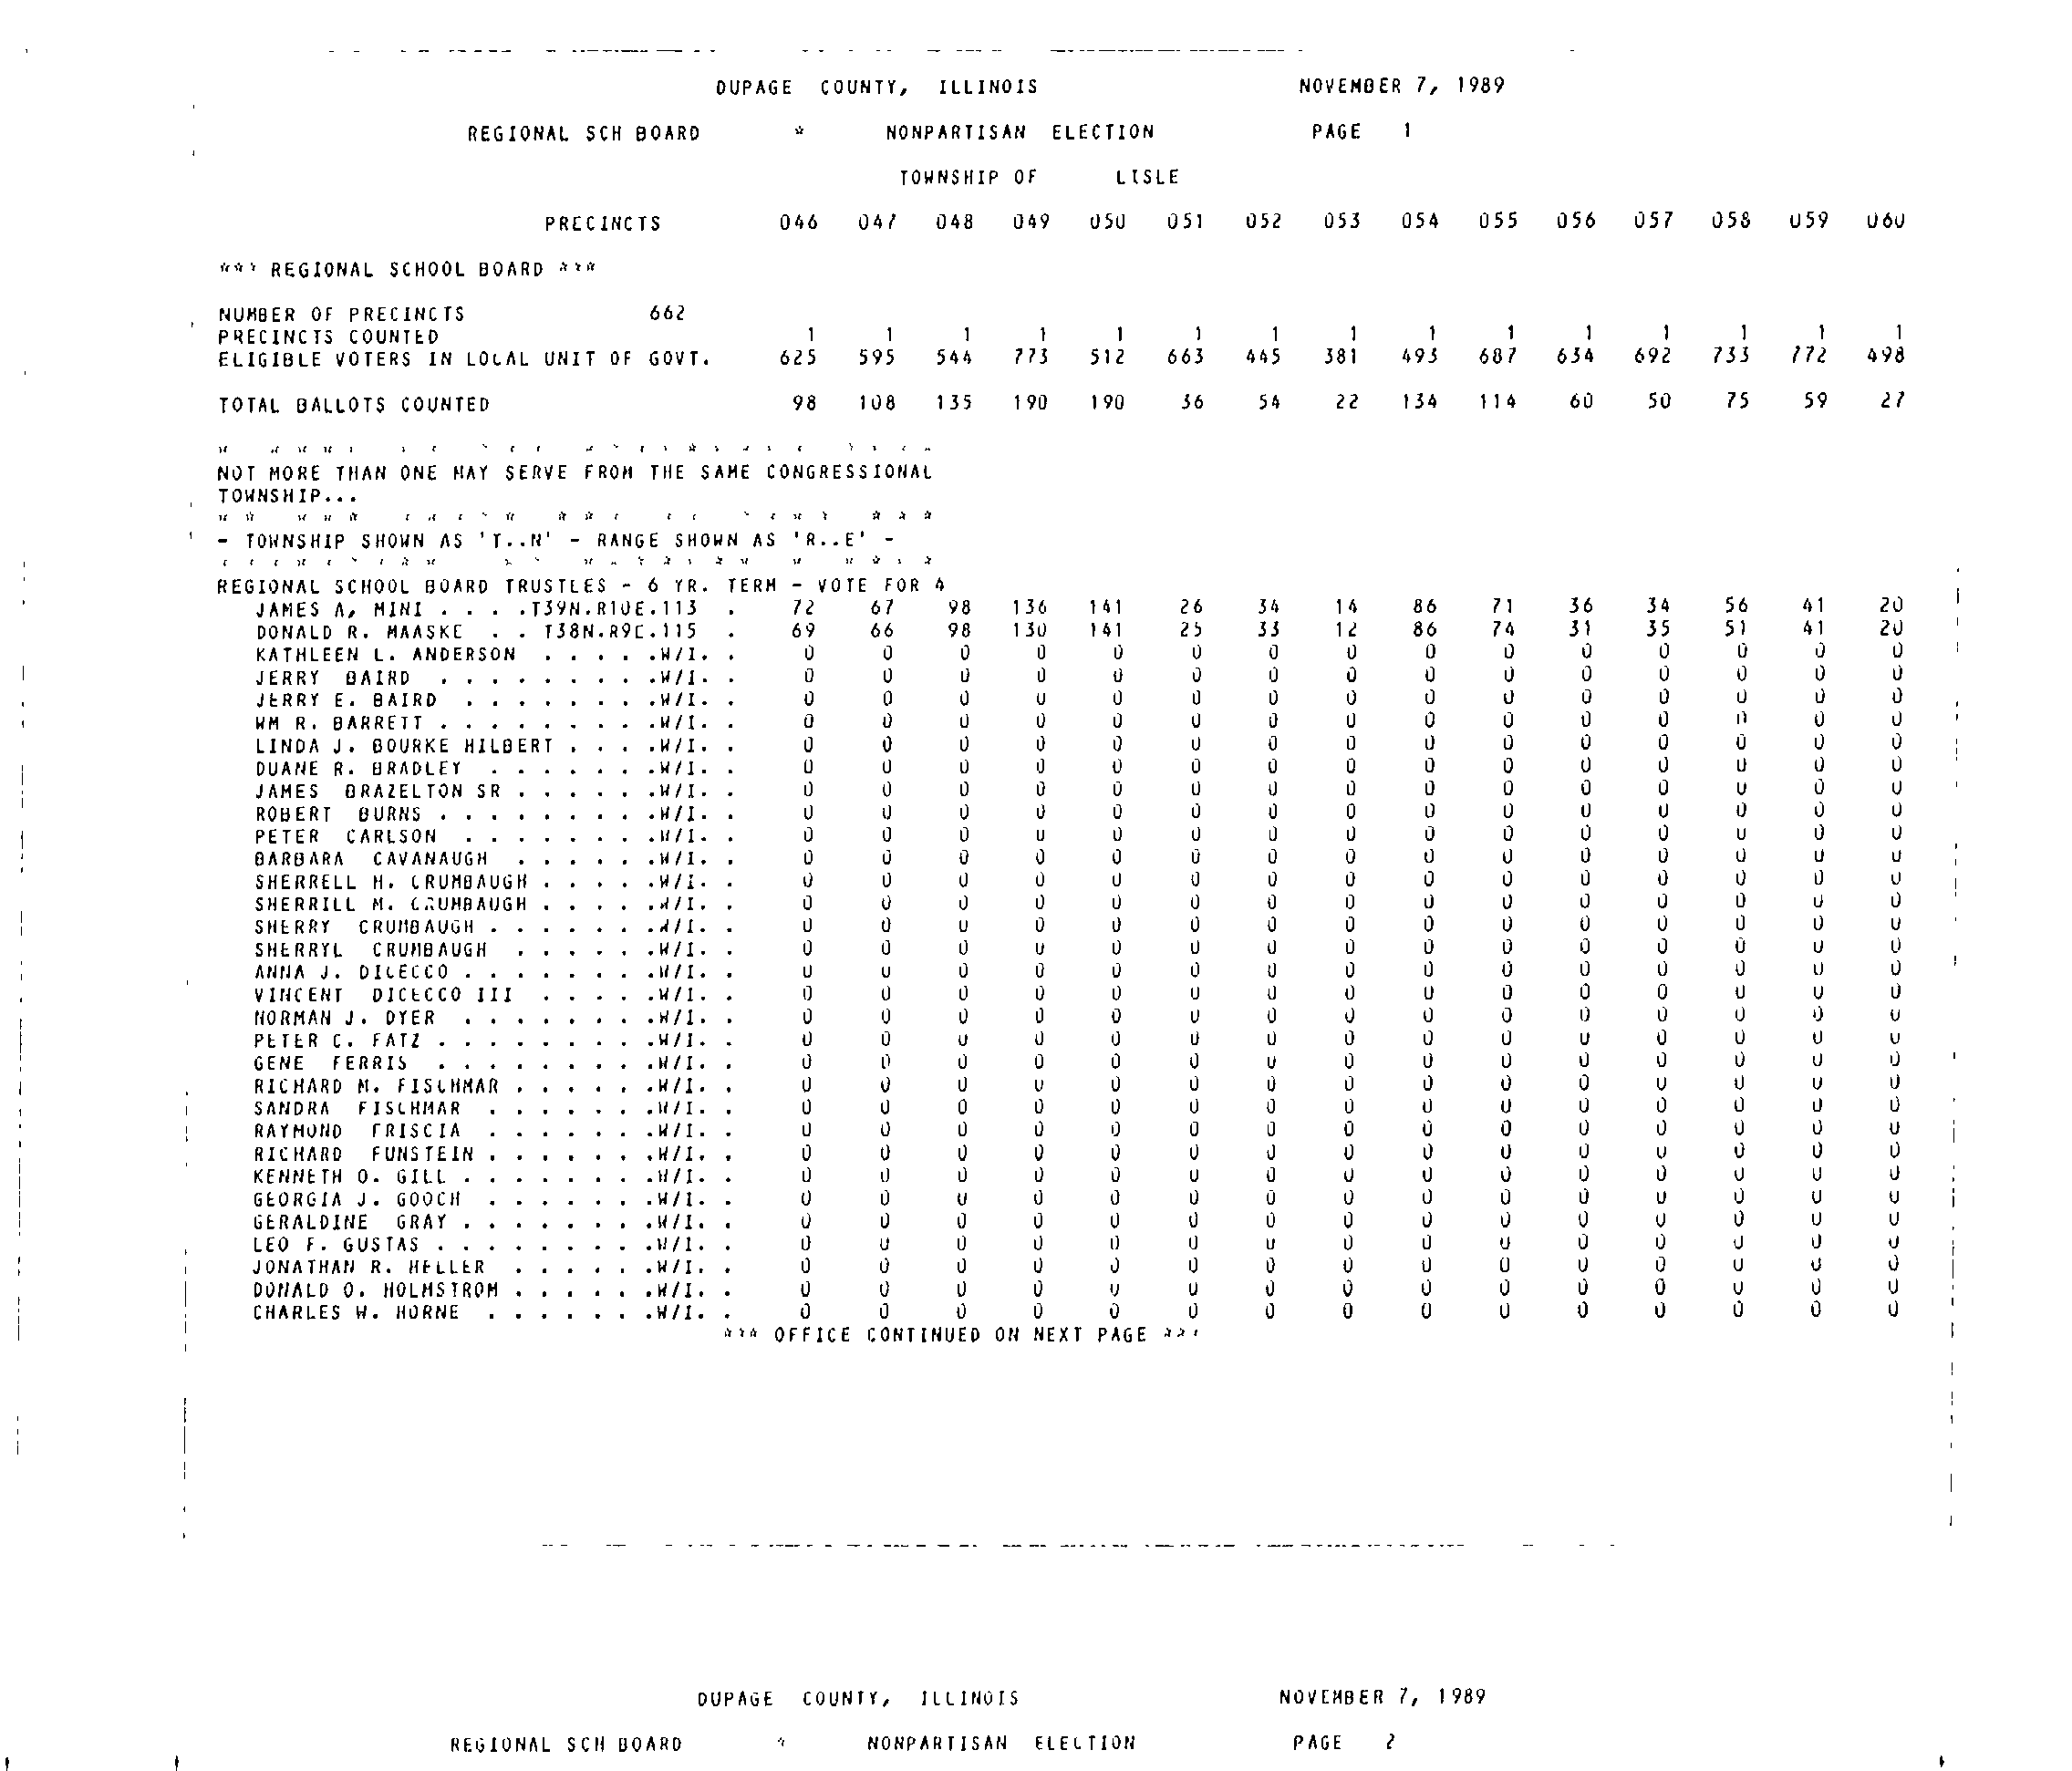 DUPAGE COUNTY, ILLINOIS NOVEMBER 7, 1989
REGIONAL SCH BOARD * NONPARTISAN ELECTION PAGE 1
TOWNSHIP OF LISLE
PRECINCTS 046 047 048 049 050 051 052 053 054 055 056 057 058 059 060
*** REGIONAL SCHOOL BOARD ***
NUMBER OF PRECINCTS 662
PRECINCTS COUNTED 1 1 1 1 1 1 1 1 1 1 1 1 1 1 1
ELIGIBLE VOTERS IN LOCAL UNIT OF GOVT. 625 595 544 773 512 663 445 381 493 687 634 692 733 772 498
TOTAL BALLOTS COUNTED 98 108 135 190 190 36 54 22 134 114 60 50 75 59 27
NOT MORE THAN ONE MAY SERVE FROM THE SAME CONGRESSIONAL
TOWNSHIP...
- TOWNSHIP SHOWN AS 'T..N' - RANGE SHOWN AS 'R..E' -
REGIONAL SCHOOL BOARD TRUSTEES - 6 YR. TERM - VOTE FOR 4
JAMES A. MINI . . . .T39N.R10E.113 . 72 67 98 136 141 26 34 14 86 71 36 34 56 41 20
DONALD R. MAASKE . . T38N.R9E.115 . 69 66 98 130 141 25 33 12 86 74 31 35 51 41 20
KATHLEEN L. ANDERSON . . . . .W/I. . 0 0 0 0 0 0 0 0 0 0 0 0 0 0 0
JERRY BAIRD . . . . . . . . .W/I. . 0 0 0 0 0 0 0 0 0 0 0 0 0 0 0
JERRY E. BAIRD . . . . . . . .W/I. . 0 0 0 0 0 0 0 0 0 0 0 0 0 0 0
WM R. BARRETT . . . . . . . . .W/I. . 0 0 0 0 0 0 0 0 0 0 0 0 0 0 0
LINDA J. BOURKE HILBERT . . . .W/I. . 0 0 0 0 0 0 0 0 0 0 0 0 0 0 0
DUANE R. BRADLEY . . . . . . .W/I. . 0 0 0 0 0 0 0 0 0 0 0 0 0 0 0
JAMES BRAZELTON SR . . . . . .W/I. . 0 0 0 0 0 0 0 0 0 0 0 0 0 0 0
ROBERT BURNS . . . . . . . . .W/I. . 0 0 0 0 0 0 0 0 0 0 0 0 0 0 0
PETER CARLSON . . . . . . . .W/I. . 0 0 0 0 0 0 0 0 0 0 0 0 0 0 0
BARBARA CAVANAUGH . . . . . .W/I. . 0 0 0 0 0 0 0 0 0 0 0 0 0 0 0
SHERRELL H. CRUMBAUGH . . . . .W/I. . 0 0 0 0 0 0 0 0 0 0 0 0 0 0 0
SHERRILL M. CRUMBAUGH . . . . .W/I. . 0 0 0 0 0 0 0 0 0 0 0 0 0 0 0
SHERRY CRUMBAUGH . . . . . . .W/I. . 0 0 0 0 0 0 0 0 0 0 0 0 0 0 0
SHERRYL CRUMBAUGH . . . . . .W/I. . 0 0 0 0 0 0 0 0 0 0 0 0 0 0 0
ANNA J. DICECCO . . . . . . . .W/I. . 0 0 0 0 0 0 0 0 0 0 0 0 0 0 0
VINCENT DICECCO III . . . . .W/I. . 0 0 0 0 0 0 0 0 0 0 0 0 0 0 0
NORMAN J. DYER . . . . . . . .W/I. . 0 0 0 0 0 0 0 0 0 0 0 0 0 0 0
PETER C. FATZ . . . . . . . . .W/I. . 0 0 0 0 0 0 0 0 0 0 0 0 0 0 0
GENE FERRIS . . . . . . . . .W/I. . 0 0 0 0 0 0 0 0 0 0 0 0 0 0 0
RICHARD M. FISCHMAR . . . . . .W/I. . 0 0 0 0 0 0 0 0 0 0 0 0 0 0 0
SANDRA FISCHMAR . . . . . . .W/I. . 0 0 0 0 0 0 0 0 0 0 0 0 0 0 0
RAYMOND FRISCIA . . . . . . .W/I. . 0 0 0 0 0 0 0 0 0 0 0 0 0 0 0
RICHARD FUNSTEIN . . . . . . .W/I. . 0 0 0 0 0 0 0 0 0 0 0 0 0 0 0
KENNETH O. GILL . . . . . . . .W/I. . 0 0 0 0 0 0 0 0 0 0 0 0 0 0 0
GEORGIA J. GOOCH . . . . . . .W/I. . 0 0 0 0 0 0 0 0 0 0 0 0 0 0 0
GERALDINE GRAY . . . . . . . .W/I. . 0 0 0 0 0 0 0 0 0 0 0 0 0 0 0
LEO F. GUSTAS . . . . . . . . .W/I. . 0 0 0 0 0 0 0 0 0 0 0 0 0 0 0
JONATHAN R. HELLER . . . . . .W/I. . 0 0 0 0 0 0 0 0 0 0 0 0 0 0 0
DONALD O. HOLMSTROM . . . . . .W/I. . 0 0 0 0 0 0 0 0 0 0 0 0 0 0 0
CHARLES W. HORNE . . . . . . .W/I. . 0 0 0 0 0 0 0 0 0 0 0 0 0 0 0
*** OFFICE CONTINUED ON NEXT PAGE ***
DUPAGE COUNTY, ILLINOIS NOVEMBER 7, 1989
REGIONAL SCH BOARD * NONPARTISAN ELECTION PAGE 2